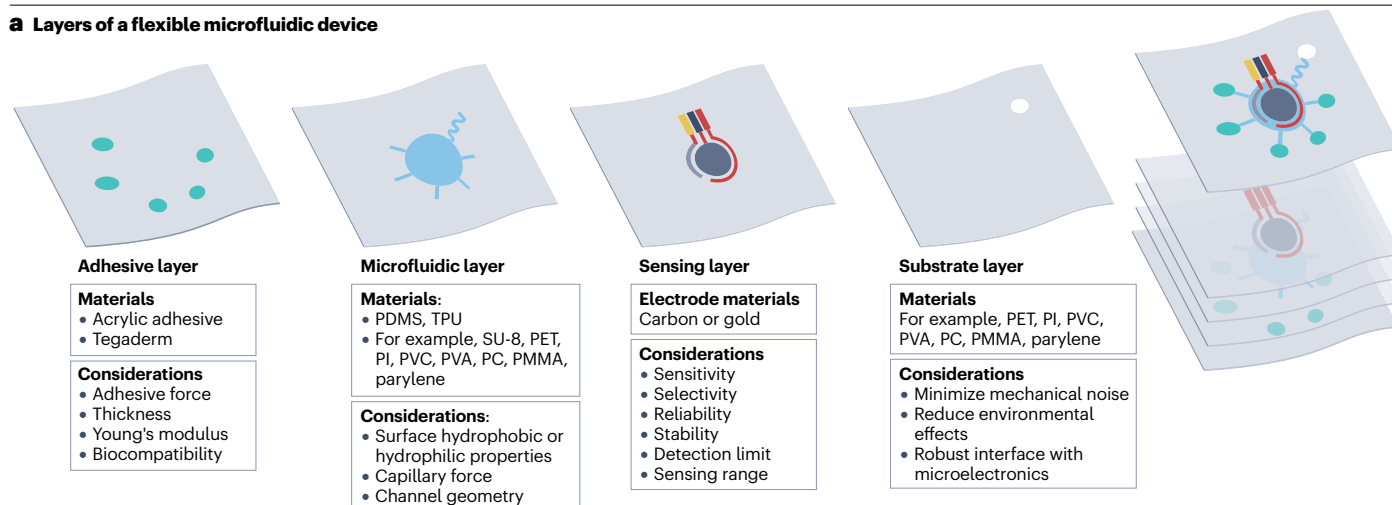 a Layers of a flexible microfluidic device
Adhesive layer
Materials
• Acrylic adhesive
• Tegaderm
Considerations
• Adhesive force
• Thickness
• Young's modulus
• Biocompatibility
Microfluidic layer
Materials:
• PDMS, TPU
• For example, SU-8, PET,
PI, PVC, PVA, PC, PMMA,
parylene
Considerations:
• Surface hydrophobic or
hydrophilic properties
• Capillary force
• Channel geometry
Sensing layer
Electrode materials
Carbon or gold
Considerations
• Sensitivity
• Selectivity
• Reliability
• Stability
• Detection limit
• Sensing range
Substrate layer
Materials
For example, PET, PI, PVC,
PVA, PC, PMMA, parylene
Considerations
• Minimize mechanical noise
• Reduce environmental
effects
• Robust interface with
microelectronics